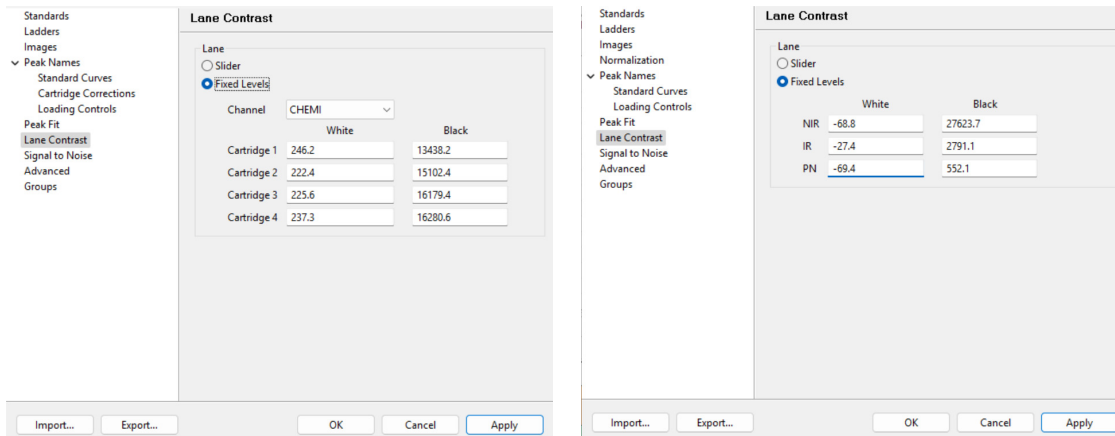 Standards
Ladders
Images
Peak Names
Standard Curves
Cartridge Corrections
Loading Controls
Peak Fit
Lane Contrast
Signal to Noise
Advanced
Groups
Lane Contrast
Lane
Slider
Fixed Levels
Channel CHEMI
White Black
Cartridge 1 246.2 13438.2
Cartridge 2 222.4 15102.4
Cartridge 3 225.6 16179.4
Cartridge 4 237.3 16280.6
Import... Export... OK Cancel Apply
Standards
Ladders
Images
Normalization
Peak Names
Standard Curves
Loading Controls
Peak Fit
Lane Contrast
Signal to Noise
Advanced
Groups
Lane Contrast
Lane
Slider
Fixed Levels
White Black
NIR -68.8 27623.7
IR -27.4 2791.1
PN -69.4 552.1
Import... Export... OK Cancel Apply